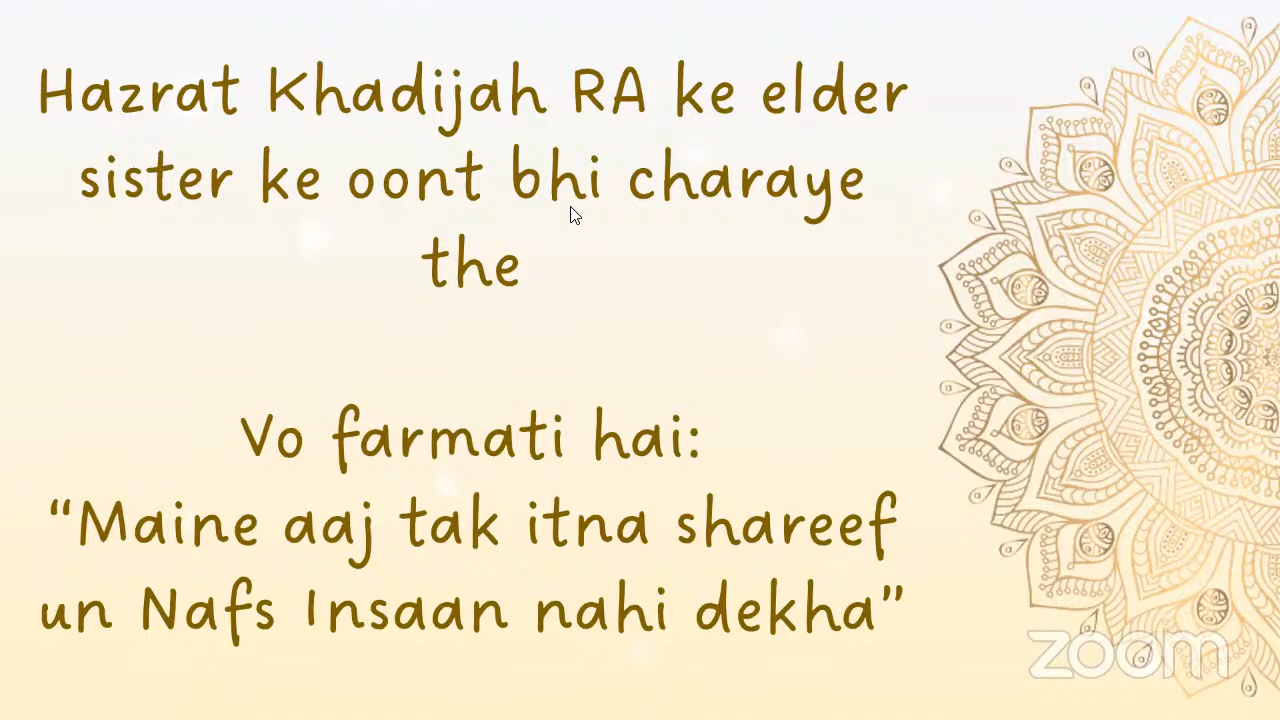 Hazrat Khadijah RA ke elder
sister ke oont bhi charaye
the
Vo farmati hai:
“Maine aaj tak itna shareef
un Nafs Insaan nahi dekha”
zoom